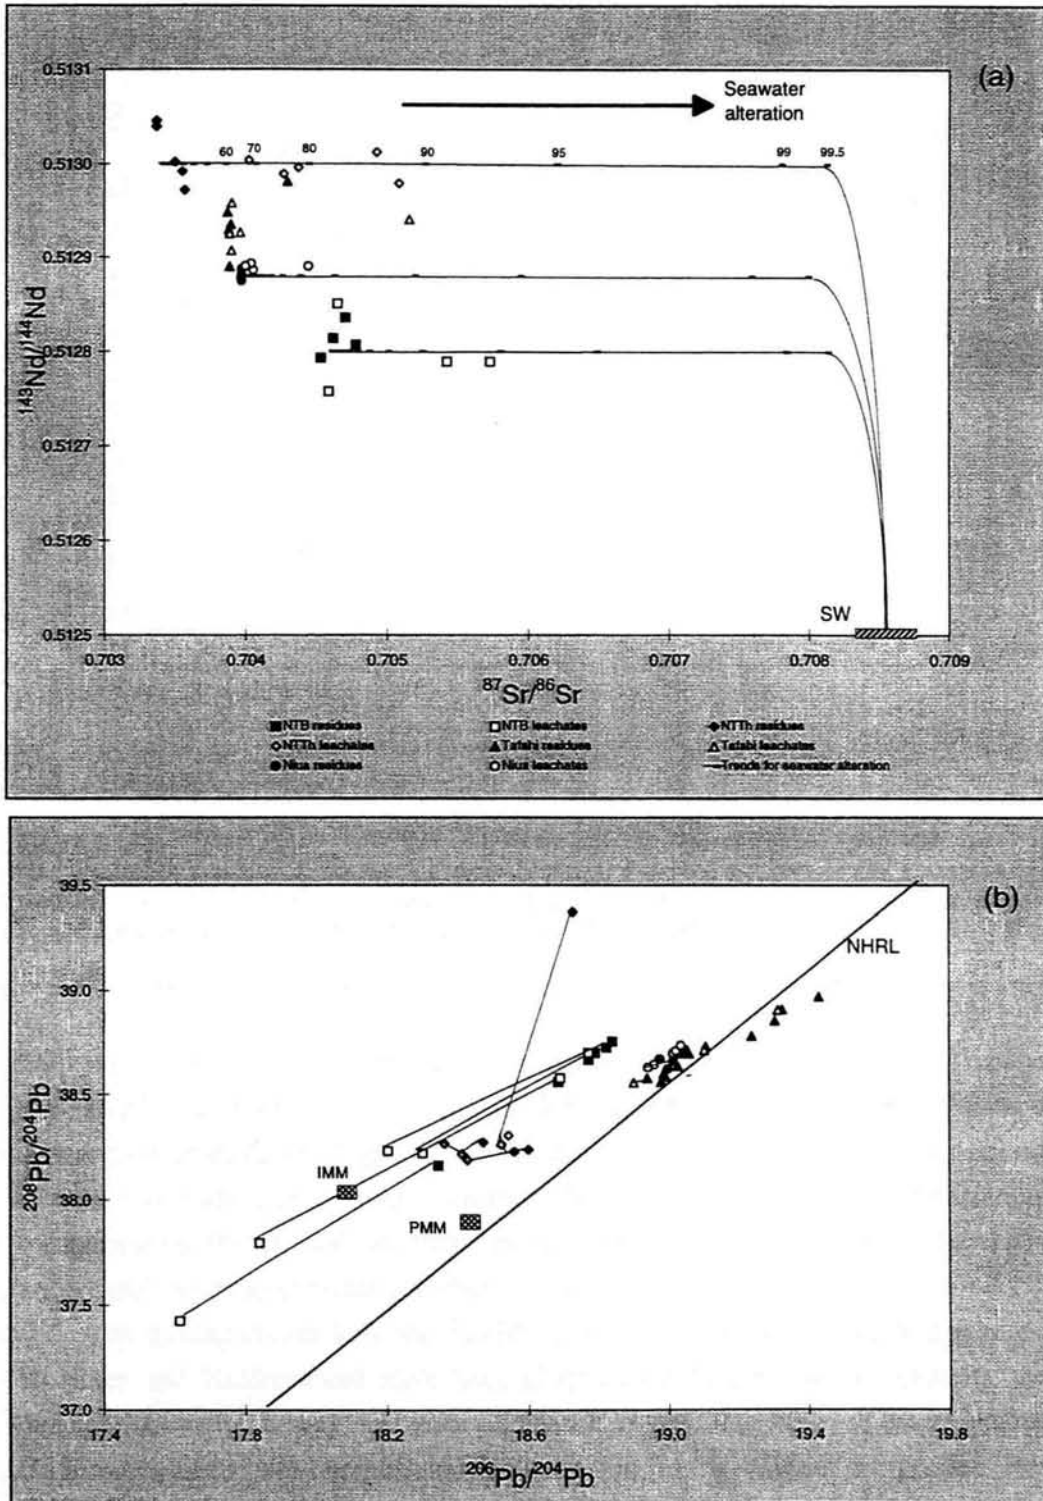 (a)
0.5131
0.5130
0.5129
0.5128
0.5127
0.5126
0.5125
143Nd/144Nd
Seawater
alteration
60 70 80 90 95 99 99.5
SW
0.703 0.704 0.705 0.706 0.707 0.708 0.709
87Sr/86Sr
NTB residues NTB leachates NTTh residues
NTTh leachates Tafahi residues Tafahi leachates
Niua residues Niua leachates Trends for seawater alteration
(b)
39.5
39.0
38.5
38.0
37.5
37.0
208Pb/204Pb
NHRL
IMM
PMM
17.4 17.8 18.2 18.6 19.0 19.4 19.8
206Pb/204Pb